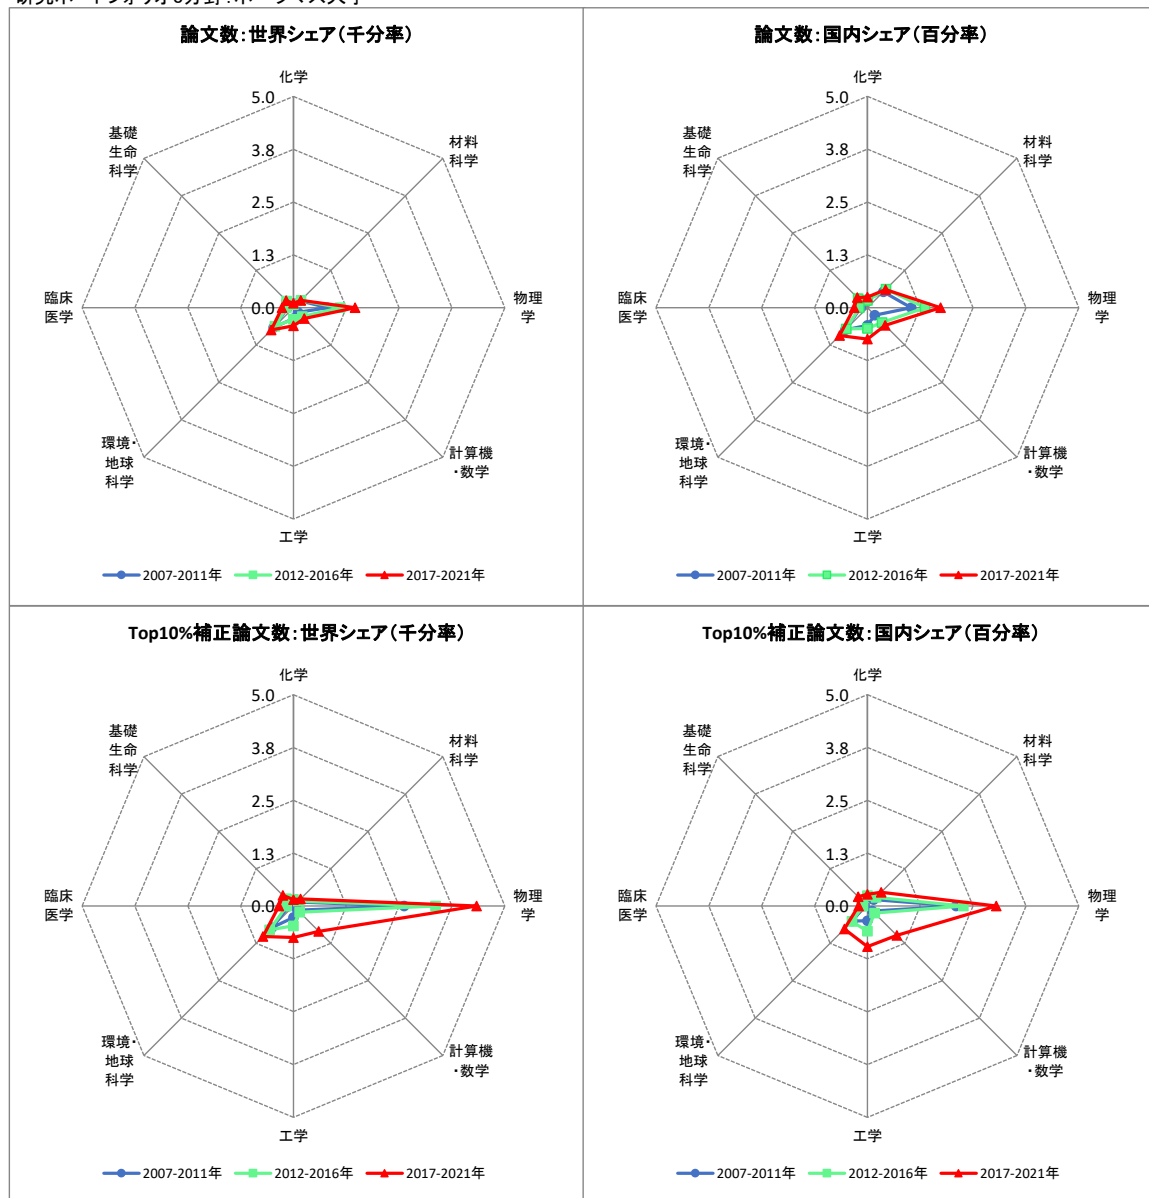 論文数：世界シェア（千分率）
化学
材料
科学
物理
学
計算機
・数学
工学
環境・
地球
科学
臨床
医学
基礎
生命
科学
5.0
3.8
2.5
1.3
0.0
2007-2011年
2012-2016年
2017-2021年
論文数：国内シェア（百分率）
化学
材料
科学
物理
学
計算機
・数学
工学
環境・
地球
科学
臨床
医学
基礎
生命
科学
5.0
3.8
2.5
1.3
0.0
2007-2011年
2012-2016年
2017-2021年
Top10%補正論文数：世界シェア（千分率）
化学
材料
科学
物理
学
計算機
・数学
工学
環境・
地球
科学
臨床
医学
基礎
生命
科学
5.0
3.8
2.5
1.3
0.0
2007-2011年
2012-2016年
2017-2021年
Top10%補正論文数：国内シェア（百分率）
化学
材料
科学
物理
学
計算機
・数学
工学
環境・
地球
科学
臨床
医学
基礎
生命
科学
5.0
3.8
2.5
1.3
0.0
2007-2011年
2012-2016年
2017-2021年